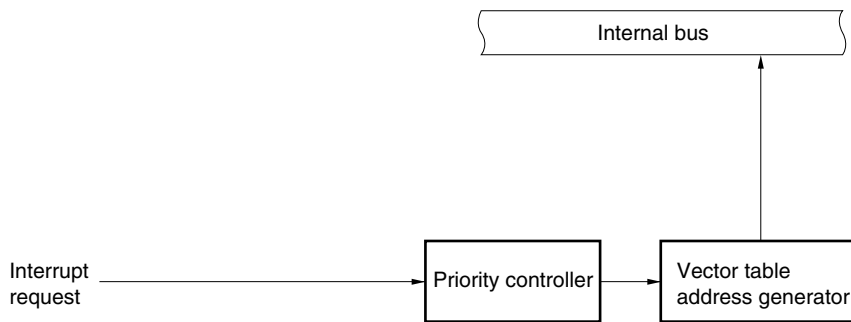 Internal bus
Interrupt
request
Priority controller
Vector table
address generator